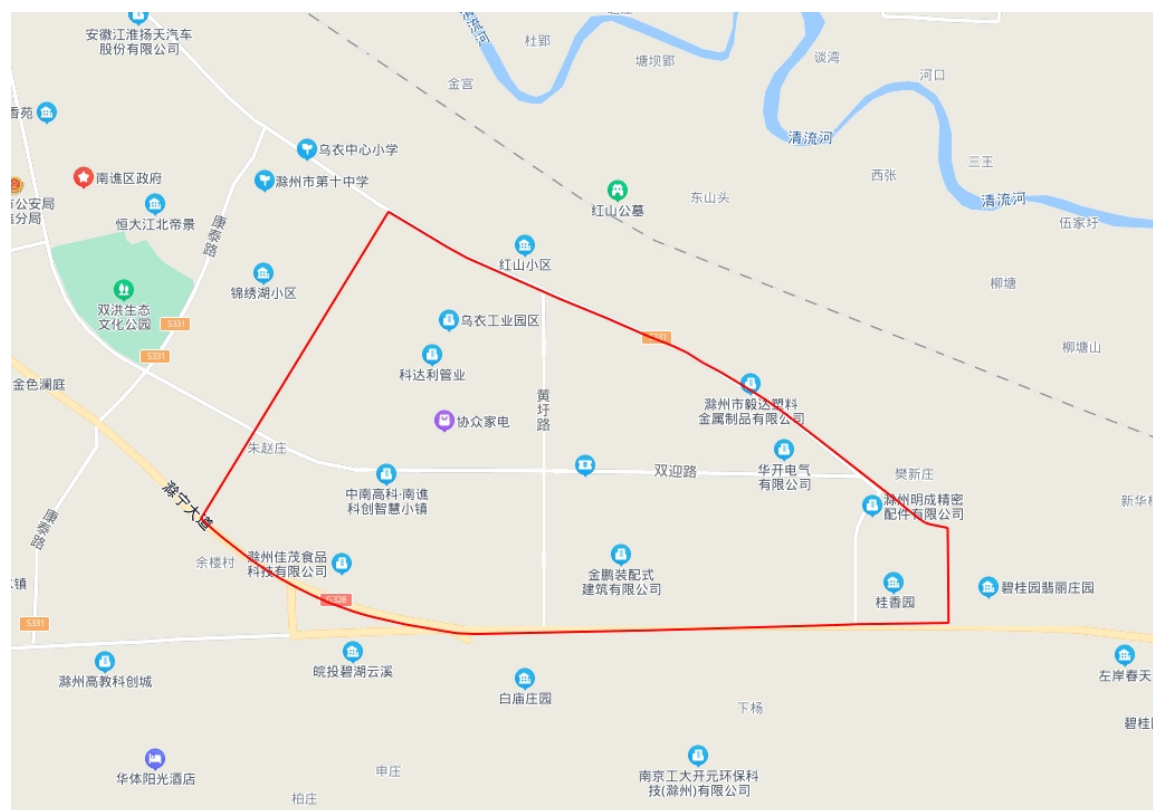 安徽江淮扬天汽车
股份有限公司
清流河
杜郢
塘坝郢
谈湾
河口
金宫
香苑
乌衣中心小学
清流河
三王
南谯区政府
滁州市第十中学
西张
公安局
分局
东山头
清流河
红山公墓
恒大江北帝景
康泰路
伍家圩
红山小区
锦绣湖小区
柳塘
双洪生态
文化公园
S331
乌衣工业园区
柳塘山
S331
科达利管业
金色澜庭
黄圩路
滁州市毅达塑料
金属制品有限公司
协众家电
朱赵庄
双迎路
华开电气
有限公司
樊新庄
中南高科·南谯
科创智慧小镇
滁宁大道
滁州明成精密
配件有限公司
康泰路
余楼村
滁州佳茂食品
科技有限公司
金鹏装配式
建筑有限公司
桂香园
碧桂园翡丽庄园
水镇
S328
S331
滁州高教科创城
皖投碧湖云溪
白庙庄园
左岸春天
下杨
碧桂园
华体阳光酒店
申庄
南京工大开元环保科
技(滁州)有限公司
柏庄